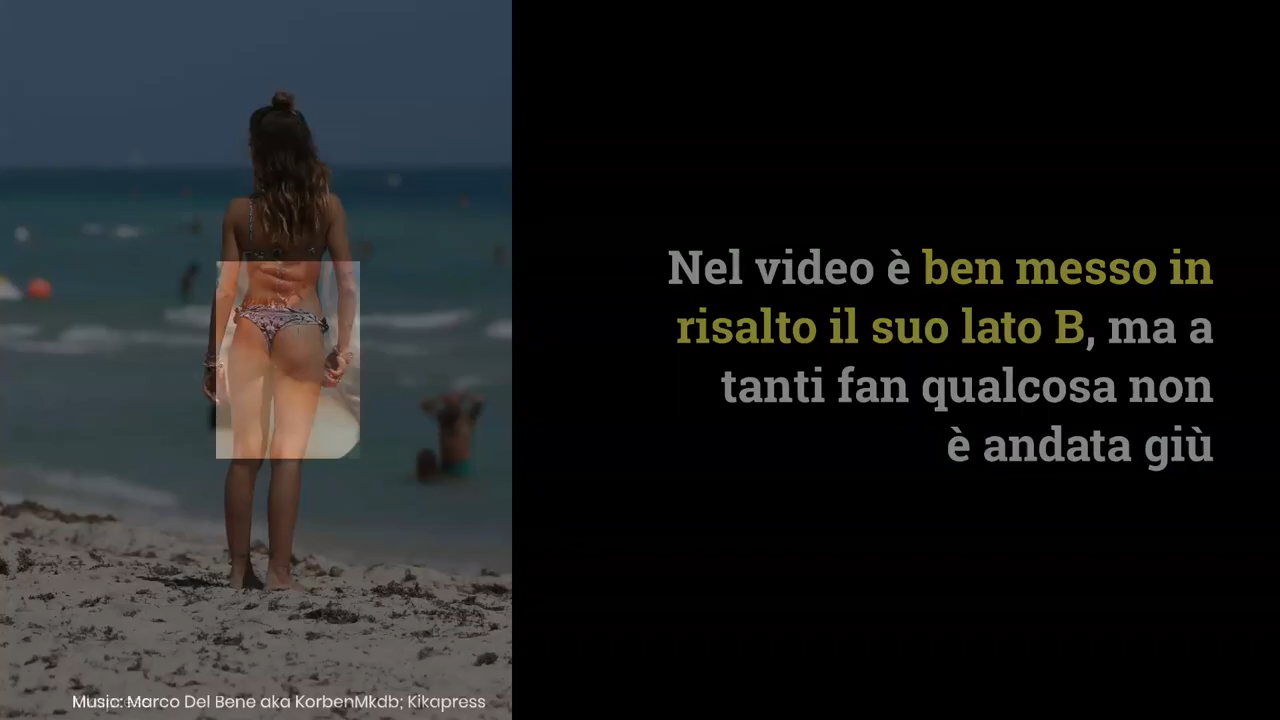 Nel video è ben messo in
risalto il suo lato B, ma a
tanti fan qualcosa non
è andata giù
Music: Marco Del Bene aka KorbenMkdb; Kikapress